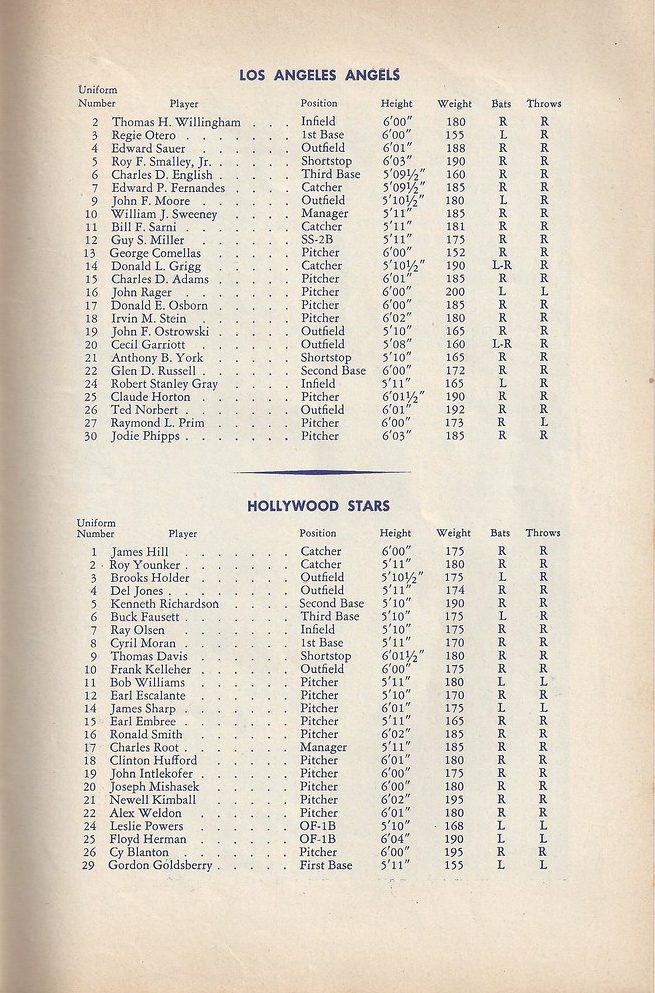 LOS ANGELES ANGELS
Uniform
Number Player Position Height Weight Bats Throws
2 Thomas H. Willingham . . . Infield 6'00" 180 R R
3 Regie Otero . . . . . . . 1st Base 6'00" 155 L R
4 Edward Sauer . . . . . . Outfield 6'01" 188 R R
5 Roy F. Smalley, Jr. . . . . . Shortstop 6'03" 190 R R
6 Charles D. English . . . . . Third Base 5'09½" 160 R R
7 Edward P. Fernandes . . . . Catcher 5'09½" 185 R R
9 John F. Moore . . . . . . Outfield 5'10½" 180 L R
10 William J. Sweeney . . . . Manager 5'11" 185 R R
11 Bill F. Sarni . . . . . . . Catcher 5'11" 181 R R
12 Guy S. Miller . . . . . . SS-2B 5'11" 175 R R
13 George Comellas . . . . . Pitcher 6'00" 152 R R
14 Donald L. Grigg . . . . . Catcher 5'10½" 190 L-R R
15 Charles D. Adams . . . . . Pitcher 6'01" 185 R R
16 John Rager . . . . . . . Pitcher 6'00" 200 L L
17 Donald E. Osborn . . . . . Pitcher 6'00" 185 R R
18 Irvin M. Stein . . . . . . Pitcher 6'02" 180 R R
19 John F. Ostrowski . . . . . Outfield 5'10" 165 R R
20 Cecil Garriott . . . . . . Outfield 5'08" 160 L-R R
21 Anthony B. York . . . . . Shortstop 5'10" 165 R R
22 Glen D. Russell . . . . . . Second Base 6'00" 172 R R
24 Robert Stanley Gray . . . . Infield 5'11" 165 L R
25 Claude Horton . . . . . . Pitcher 6'01½" 190 R R
26 Ted Norbert . . . . . . . Outfield 6'01" 192 R R
27 Raymond L. Prim . . . . . Pitcher 6'00" 173 R L
30 Jodie Phipps . . . . . . . Pitcher 6'03" 185 R R
HOLLYWOOD STARS
Uniform
Number Player Position Height Weight Bats Throws
1 James Hill . . . . . . . Catcher 6'00" 175 R R
2 Roy Younker . . . . . . . Catcher 5'11" 180 R R
3 Brooks Holder . . . . . . Outfield 5'10½" 175 L R
4 Del Jones . . . . . . . . Outfield 5'11" 174 R R
5 Kenneth Richardson . . . . Second Base 5'10" 190 R R
6 Buck Fausett . . . . . . . Third Base 5'10" 175 L R
7 Ray Olsen . . . . . . . Infield 5'10" 175 R R
8 Cyril Moran . . . . . . . 1st Base 5'11" 170 R R
9 Thomas Davis . . . . . . Shortstop 6'01½" 180 R R
10 Frank Kelleher . . . . . . Outfield 6'00" 175 R R
11 Bob Williams . . . . . . Pitcher 5'11" 180 L L
12 Earl Escalante . . . . . . Pitcher 5'10" 170 R R
14 James Sharp . . . . . . . Pitcher 6'01" 175 L L
15 Earl Embree . . . . . . . Pitcher 5'11" 165 R R
16 Ronald Smith . . . . . . Pitcher 6'02" 185 R R
17 Charles Root . . . . . . . Manager 5'11" 185 R R
18 Clinton Hufford . . . . . Pitcher 6'01" 180 R R
19 John Intlekofer . . . . . . Pitcher 6'00" 175 R R
20 Joseph Mishasek . . . . . Pitcher 6'00" 180 R R
21 Newell Kimball . . . . . Pitcher 6'02" 195 R R
22 Alex Weldon . . . . . . Pitcher 6'01" 180 R R
24 Leslie Powers . . . . . . OF-1B 5'10" 168 L L
25 Floyd Herman . . . . . . OF-1B 6'04" 190 L L
26 Cy Blanton . . . . . . . Pitcher 6'00" 195 R R
29 Gordon Goldsberry . . . . . First Base 5'11" 155 L L